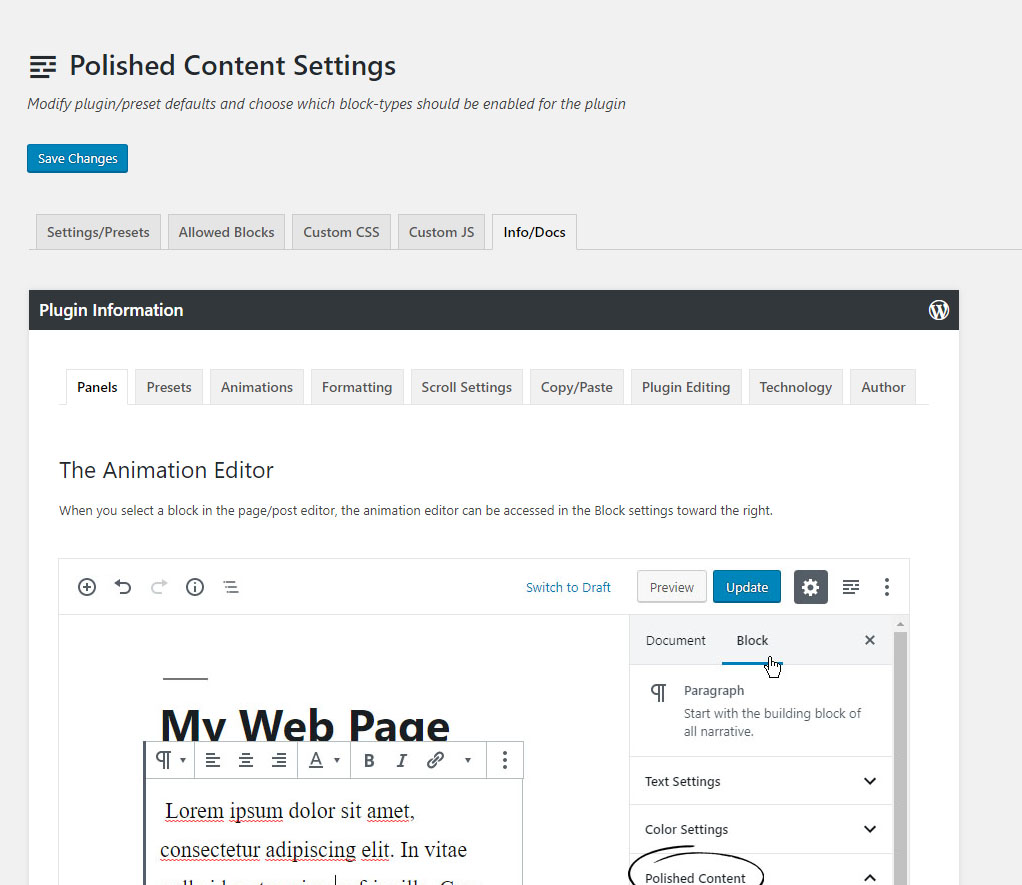 Polished Content Settings
Modify plugin/preset defaults and choose which block-types should be enabled for the plugin
Save Changes
Settings/Presets Allowed Blocks Custom CSS Custom JS Info/Docs
Plugin Information
Panels Presets Animations Formatting Scroll Settings Copy/Paste Plugin Editing Technology Author
The Animation Editor
When you select a block in the page/post editor, the animation editor can be accessed in the Block settings toward the right.
Switch to Draft Preview Update
Document Block
Paragraph
Start with the building block of
all narrative.
My Web Page
A B I
Text Settings
Lorem ipsum dolor sit amet,
Color Settings
consectetur adipiscing elit. In vitae
Polished Content